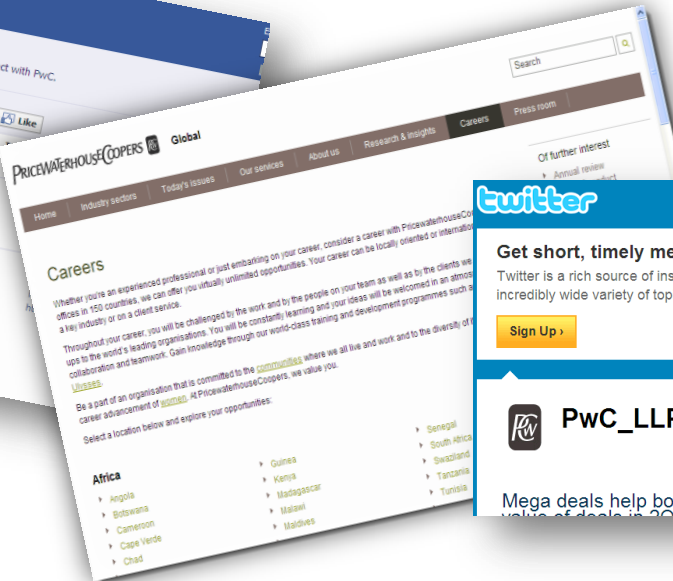 ct with PwC.
Like
Search
PRICEWATERHOUSECOOPERS
Global
Home
Industry sectors
Today's issues
Our services
About us
Research & insights
Careers
Press room
Of further interest
Annual review
Careers
Whether you're an experienced professional or just embarking on your career, consider a career with PricewaterhouseCoo
offices in 150 countries, we can offer you virtually unlimited opportunities. Your career can be locally oriented or internation
a key industry or on a client service.
Throughout your career, you will be challenged by the work and by the people on your team as well as by the clients we
ups to the world's leading organisations. You will be constantly learning and your ideas will be welcomed in an atmos
collaboration and teamwork. Gain knowledge through our world-class training and development programmes such a
Ulysses.
Be a part of an organisation that is committed to the communities where we all live and work and to the diversity of
career advancement of women. At PricewaterhouseCoopers, we value you.
Select a location below and explore your opportunities:
Africa
Angola
Botswana
Cameroon
Cape Verde
Chad
Guinea
Kenya
Madagascar
Malawi
Maldives
Senegal
South Africa
Swaziland
Tanzania
Tunisia
twitter
Get short, timely me
Twitter is a rich source of ins
incredibly wide variety of top
Sign Up ›
PwC_LLP
Mega deals help bo
value of deals in 2Q